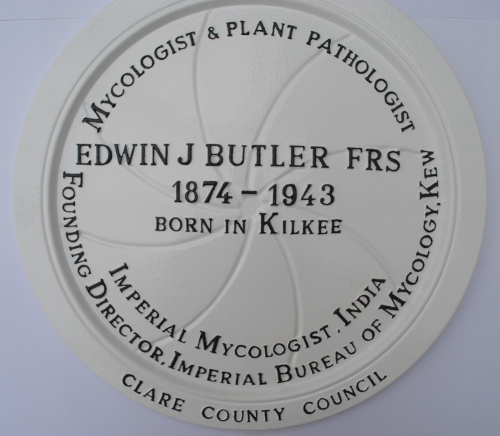 Mycologist & Plant Pathologist
EDWIN J BUTLER FRS
1874 - 1943
BORN IN KILKEE
Imperial Mycologist, India
Founding Director, Imperial Bureau of Mycology, Kew
CLARE COUNTY COUNCIL